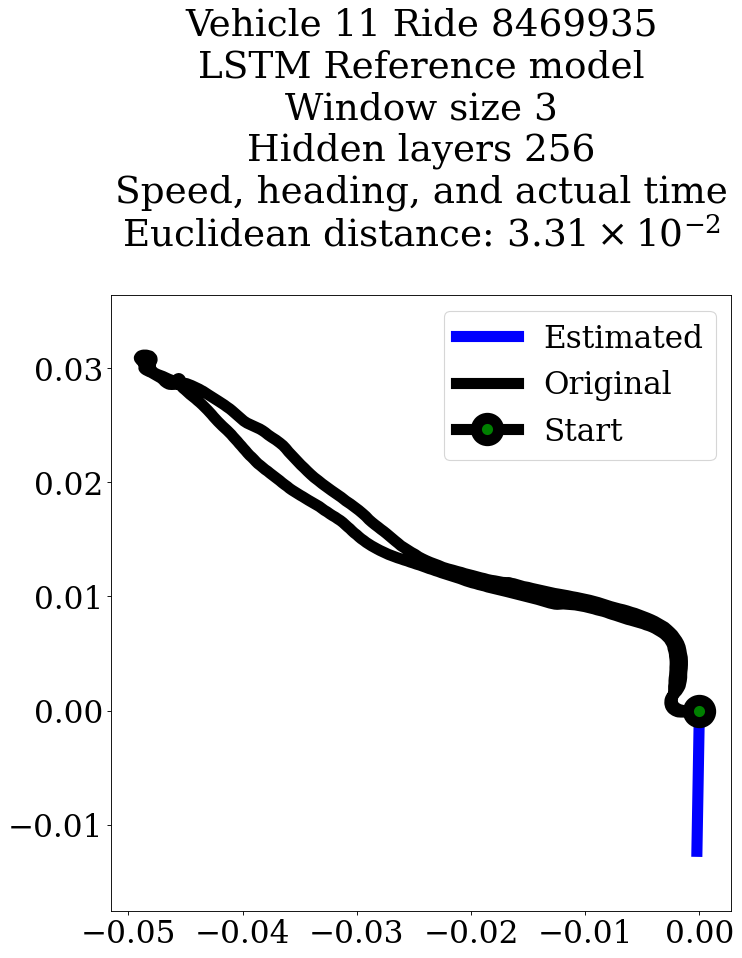 Vehicle 11 Ride 8469935
LSTM Reference model
Window size 3
Hidden layers 256
Speed, heading, and actual time
Euclidean distance: 3.31 × 10⁻²
Estimated
Original
Start
0.03
0.02
0.01
0.00
−0.01
−0.05 −0.04 −0.03 −0.02 −0.01 0.00